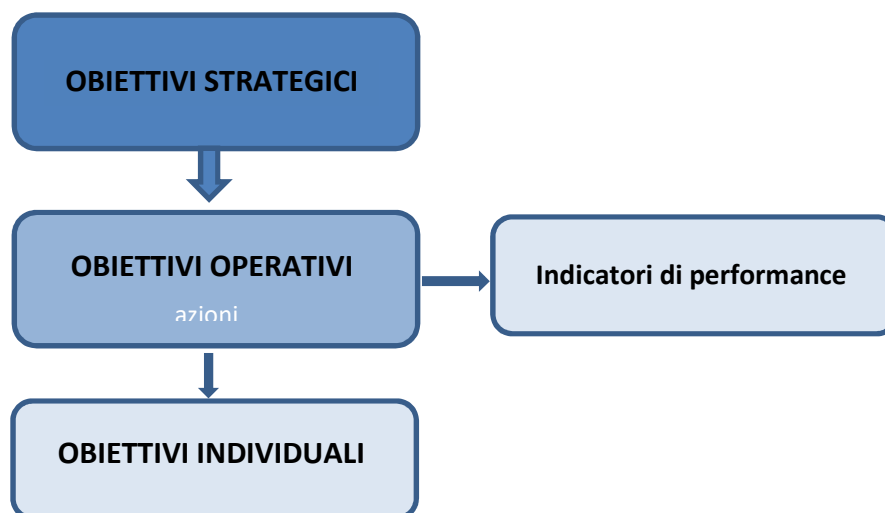 OBIETTIVI STRATEGICI
OBIETTIVI OPERATIVI
azioni
Indicatori di performance
OBIETTIVI INDIVIDUALI